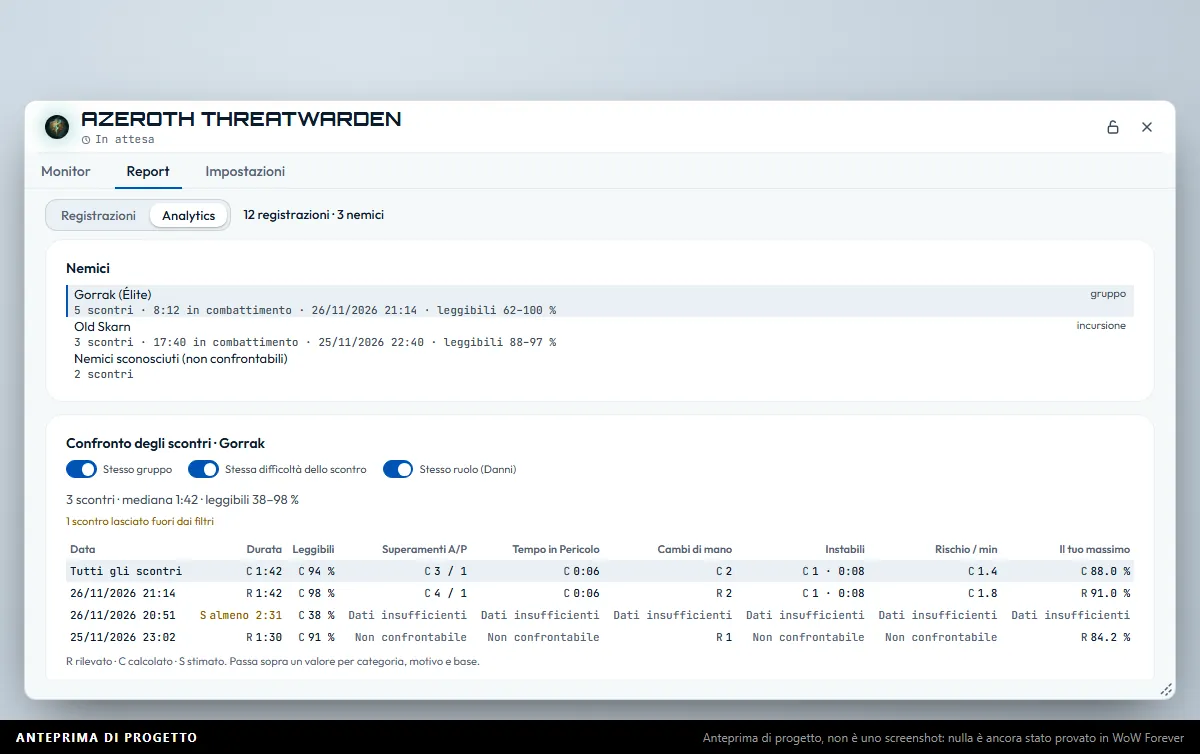 AZEROTH THREATWARDEN
In attesa
Monitor Report Impostazioni
Registrazioni Analytics 12 registrazioni · 3 nemici
Nemici
Gorrak (Élite) gruppo
5 scontri · 8:12 in combattimento · 26/11/2026 21:14 · leggibili 62–100 %
Old Skarn incursione
3 scontri · 17:40 in combattimento · 25/11/2026 22:40 · leggibili 88–97 %
Nemici sconosciuti (non confrontabili)
2 scontri
Confronto degli scontri · Gorrak
Stesso gruppo Stessa difficoltà dello scontro Stesso ruolo (Danni)
3 scontri · mediana 1:42 · leggibili 38–98 %
1 scontro lasciato fuori dai filtri
Data Durata Leggibili Superamenti A/P Tempo in Pericolo Cambi di mano Instabili Rischio / min Il tuo massimo
Tutti gli scontri C 1:42 C 94 % C 3 / 1 C 0:06 C 2 C 1 · 0:08 C 1.4 C 88.0 %
26/11/2026 21:14 R 1:42 C 98 % C 4 / 1 C 0:06 R 2 C 1 · 0:08 C 1.8 R 91.0 %
26/11/2026 20:51 S almeno 2:31 C 38 % Dati insufficienti Dati insufficienti Dati insufficienti Dati insufficienti Dati insufficienti Dati insufficienti
25/11/2026 23:02 R 1:30 C 91 % Non confrontabile Non confrontabile R 1 Non confrontabile Non confrontabile R 84.2 %
R rilevato · C calcolato · S stimato. Passa sopra un valore per categoria, motivo e base.
ANTEPRIMA DI PROGETTO Anteprima di progetto, non è uno screenshot: nulla è ancora stato provato in WoW Forever